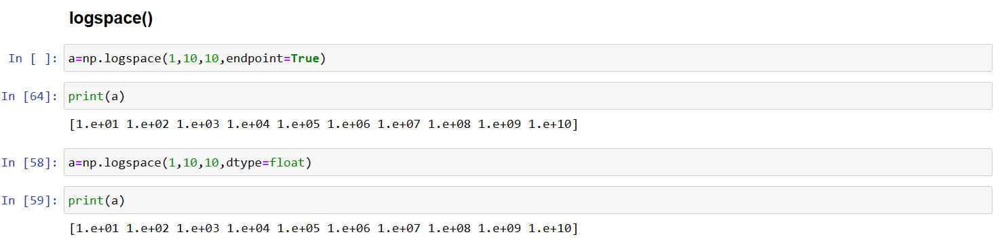 logspace()
In [ ]: a=np.logspace(1,10,10,endpoint=True)
In [64]: print(a)
[1.e+01 1.e+02 1.e+03 1.e+04 1.e+05 1.e+06 1.e+07 1.e+08 1.e+09 1.e+10]
In [58]: a=np.logspace(1,10,10,dtype=float)
In [59]: print(a)
[1.e+01 1.e+02 1.e+03 1.e+04 1.e+05 1.e+06 1.e+07 1.e+08 1.e+09 1.e+10]